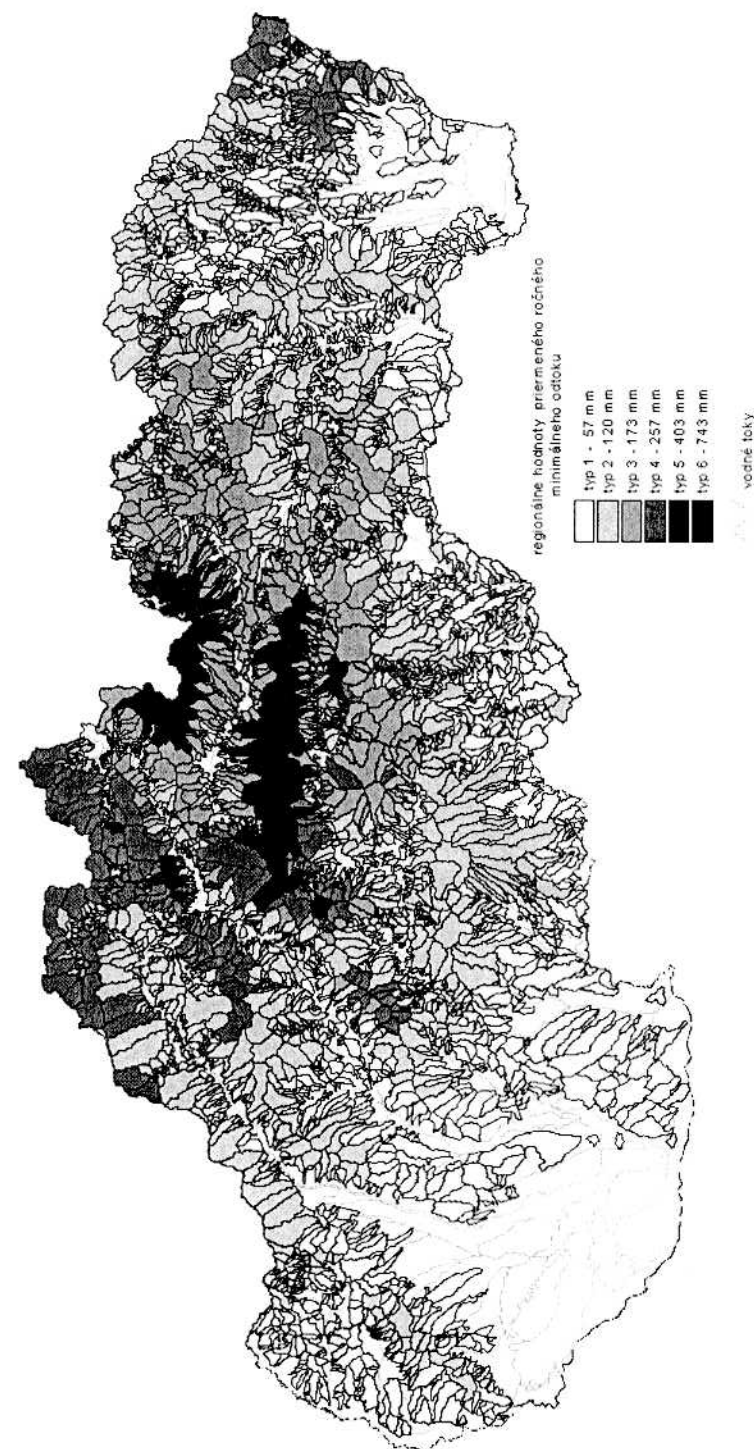 regionálne hodnoty priermeného ročného
minimálneho odtoku
typ 1 - 57 mm
typ 2 - 120 mm
typ 3 - 173 mm
typ 4 - 257 mm
typ 5 - 403 mm
typ 6 - 743 mm
vodné toky